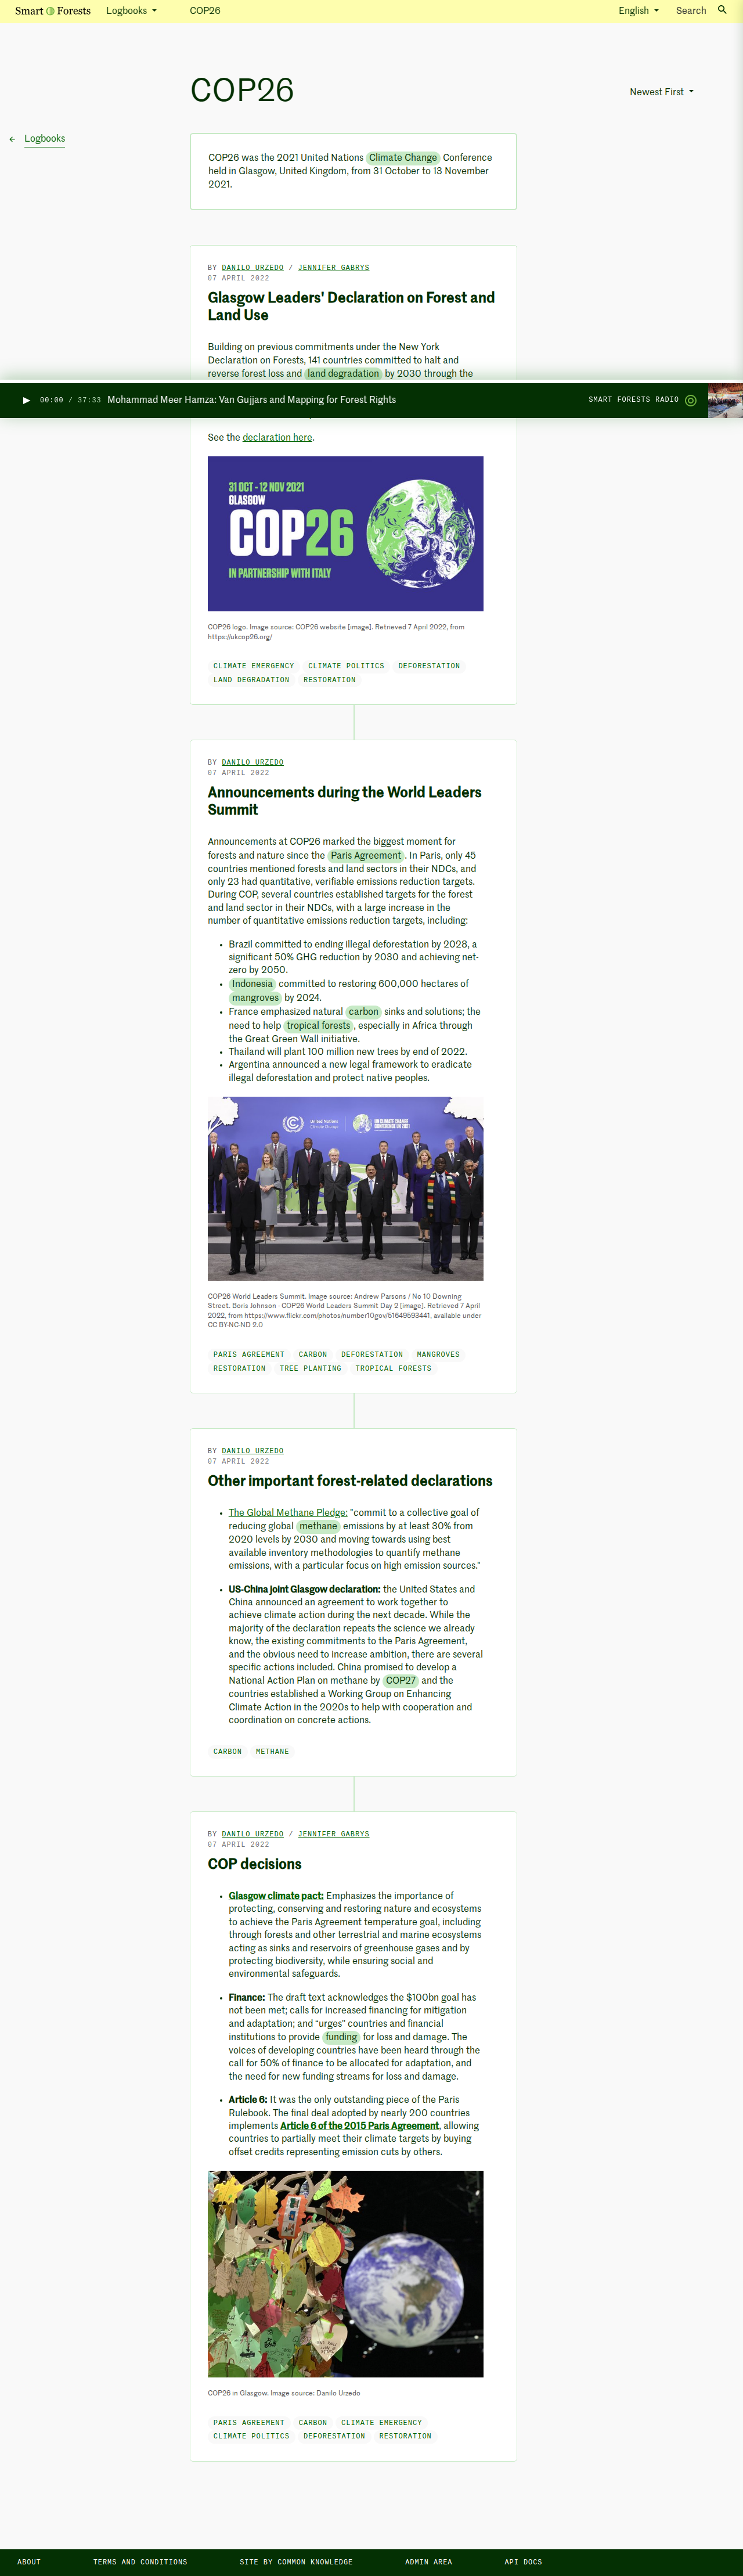 Smart Forests Logbooks COP26 English Search
COP26
Newest First
Logbooks
COP26 was the 2021 United Nations Climate Change Conference
held in Glasgow, United Kingdom, from 31 October to 13 November
2021.
BY DANILO URZEDO / JENNIFER GABRYS
07 APRIL 2022
Glasgow Leaders' Declaration on Forest and
Land Use
Building on previous commitments under the New York
Declaration on Forests, 141 countries committed to halt and
reverse forest loss and land degradation by 2030 through the
00:00 / 37:33 Mohammad Meer Hamza: Van Gujjars and Mapping for Forest Rights SMART FORESTS RADIO
See the declaration here.
31 OCT - 12 NOV 2021
GLASGOW
COP26
IN PARTNERSHIP WITH ITALY
COP26 logo. Image source: COP26 website [image]. Retrieved 7 April 2022, from
https://ukcop26.org/
CLIMATE EMERGENCY CLIMATE POLITICS DEFORESTATION
LAND DEGRADATION RESTORATION
BY DANILO URZEDO
07 APRIL 2022
Announcements during the World Leaders
Summit
Announcements at COP26 marked the biggest moment for
forests and nature since the Paris Agreement. In Paris, only 45
countries mentioned forests and land sectors in their NDCs, and
only 23 had quantitative, verifiable emissions reduction targets.
During COP, several countries established targets for the forest
and land sector in their NDCs, with a large increase in the
number of quantitative emissions reduction targets, including:
• Brazil committed to ending illegal deforestation by 2028, a
significant 50% GHG reduction by 2030 and achieving net-
zero by 2050.
• Indonesia committed to restoring 600,000 hectares of
mangroves by 2024.
• France emphasized natural carbon sinks and solutions; the
need to help tropical forests, especially in Africa through
the Great Green Wall initiative.
• Thailand will plant 100 million new trees by end of 2022.
• Argentina announced a new legal framework to eradicate
illegal deforestation and protect native peoples.
United Nations
Climate Change
UN CLIMATE CHANGE
CONFERENCE UK 2021
COP26 World Leaders Summit. Image source: Andrew Parsons / No 10 Downing
Street. Boris Johnson - COP26 World Leaders Summit Day 2 [image]. Retrieved 7 April
2022, from https://www.flickr.com/photos/number10gov/51649593441, available under
CC BY-NC-ND 2.0
PARIS AGREEMENT CARBON DEFORESTATION MANGROVES
RESTORATION TREE PLANTING TROPICAL FORESTS
BY DANILO URZEDO
07 APRIL 2022
Other important forest-related declarations
• The Global Methane Pledge: "commit to a collective goal of
reducing global methane emissions by at least 30% from
2020 levels by 2030 and moving towards using best
available inventory methodologies to quantify methane
emissions, with a particular focus on high emission sources."
• US-China joint Glasgow declaration: the United States and
China announced an agreement to work together to
achieve climate action during the next decade. While the
majority of the declaration repeats the science we already
know, the existing commitments to the Paris Agreement,
and the obvious need to increase ambition, there are several
specific actions included. China promised to develop a
National Action Plan on methane by COP27 and the
countries established a Working Group on Enhancing
Climate Action in the 2020s to help with cooperation and
coordination on concrete actions.
CARBON METHANE
BY DANILO URZEDO / JENNIFER GABRYS
07 APRIL 2022
COP decisions
• Glasgow climate pact: Emphasizes the importance of
protecting, conserving and restoring nature and ecosystems
to achieve the Paris Agreement temperature goal, including
through forests and other terrestrial and marine ecosystems
acting as sinks and reservoirs of greenhouse gases and by
protecting biodiversity, while ensuring social and
environmental safeguards.
• Finance: The draft text acknowledges the $100bn goal has
not been met; calls for increased financing for mitigation
and adaptation; and "urges" countries and financial
institutions to provide funding for loss and damage. The
voices of developing countries have been heard through the
call for 50% of finance to be allocated for adaptation, and
the need for new funding streams for loss and damage.
• Article 6: It was the only outstanding piece of the Paris
Rulebook. The final deal adopted by nearly 200 countries
implements Article 6 of the 2015 Paris Agreement, allowing
countries to partially meet their climate targets by buying
offset credits representing emission cuts by others.
COP26 in Glasgow. Image source: Danilo Urzedo
PARIS AGREEMENT CARBON CLIMATE EMERGENCY
CLIMATE POLITICS DEFORESTATION RESTORATION
ABOUT TERMS AND CONDITIONS SITE BY COMMON KNOWLEDGE ADMIN AREA API DOCS